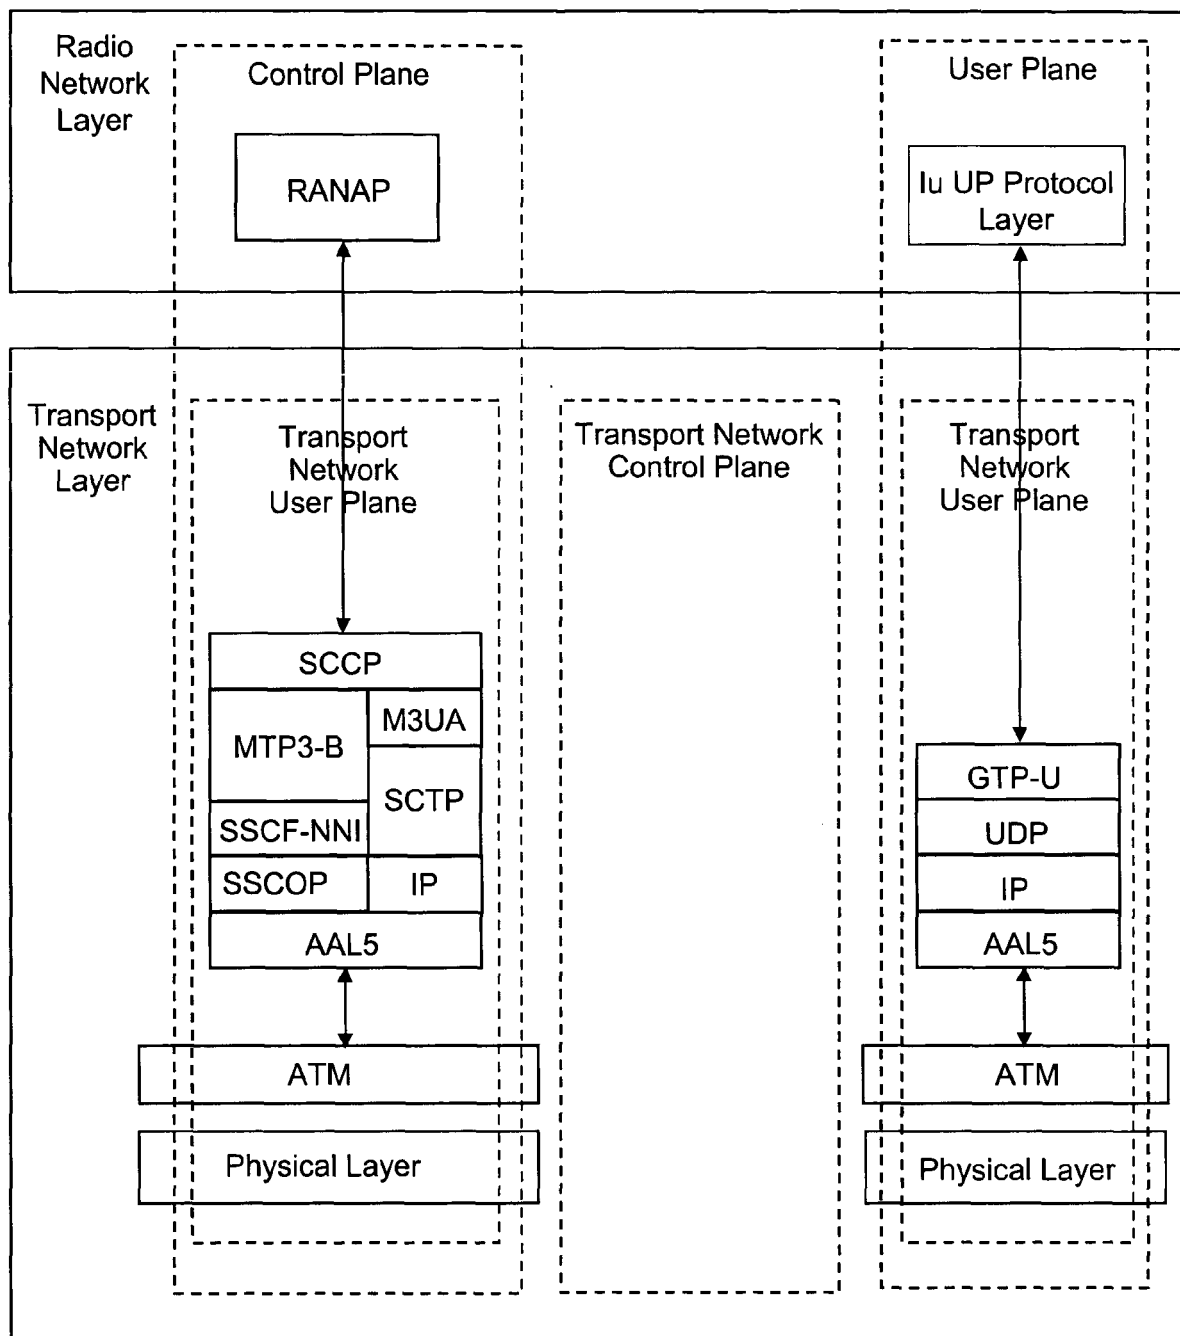 Radio
Network
Layer
Control Plane
User Plane
RANAP
Iu UP Protocol
Layer
Transport
Network
Layer
Transport
Network
User Plane
Transport Network
Control Plane
Transport
Network
User Plane
SCCP
MTP3-B
M3UA
SCTP
SSCF-NNI
SSCOP
IP
AAL5
GTP-U
UDP
IP
AAL5
ATM
ATM
Physical Layer
Physical Layer